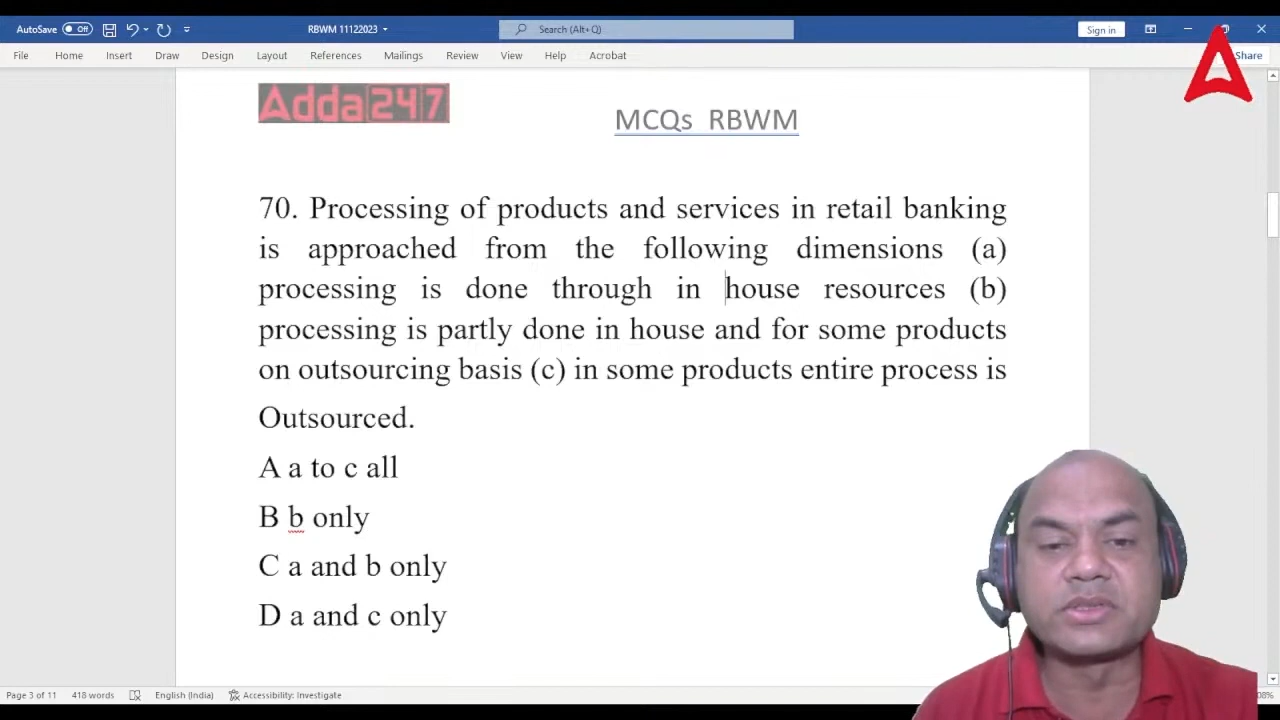 AutoSave Off RBWM 11122023 Search (Alt+Q) Sign in
File Home Insert Draw Design Layout References Mailings Review View Help Acrobat Share
Adda247
MCQs RBWM
70. Processing of products and services in retail banking
is approached from the following dimensions (a)
processing is done through in house resources (b)
processing is partly done in house and for some products
on outsourcing basis (c) in some products entire process is
Outsourced.
A a to c all
B b only
C a and b only
D a and c only
Page 3 of 11 418 words English (India) Accessibility: Investigate